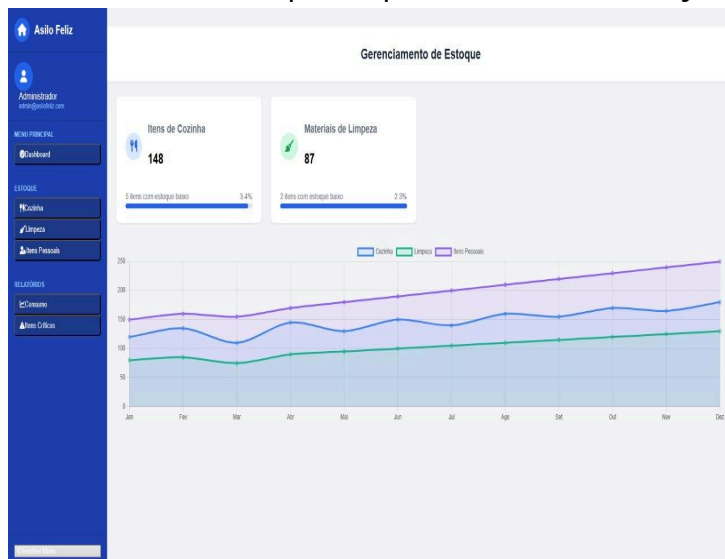 Asilo Feliz
Administrador
admin@asilofeliz.com
MENU PRINCIPAL
Dashboard
ESTOQUE
Cozinha
Limpeza
Itens Pessoais
RELATÓRIOS
Consumo
Itens Críticos
Gerenciamento de Estoque
Itens de Cozinha
148
5 itens com estoque baixo 3.4%
Materiais de Limpeza
87
2 itens com estoque baixo 2.3%
Cozinha Limpeza Itens Pessoais
250
200
150
100
50
0
Jan Fev Mar Abr Mai Jun Jul Ago Set Out Nov Dez